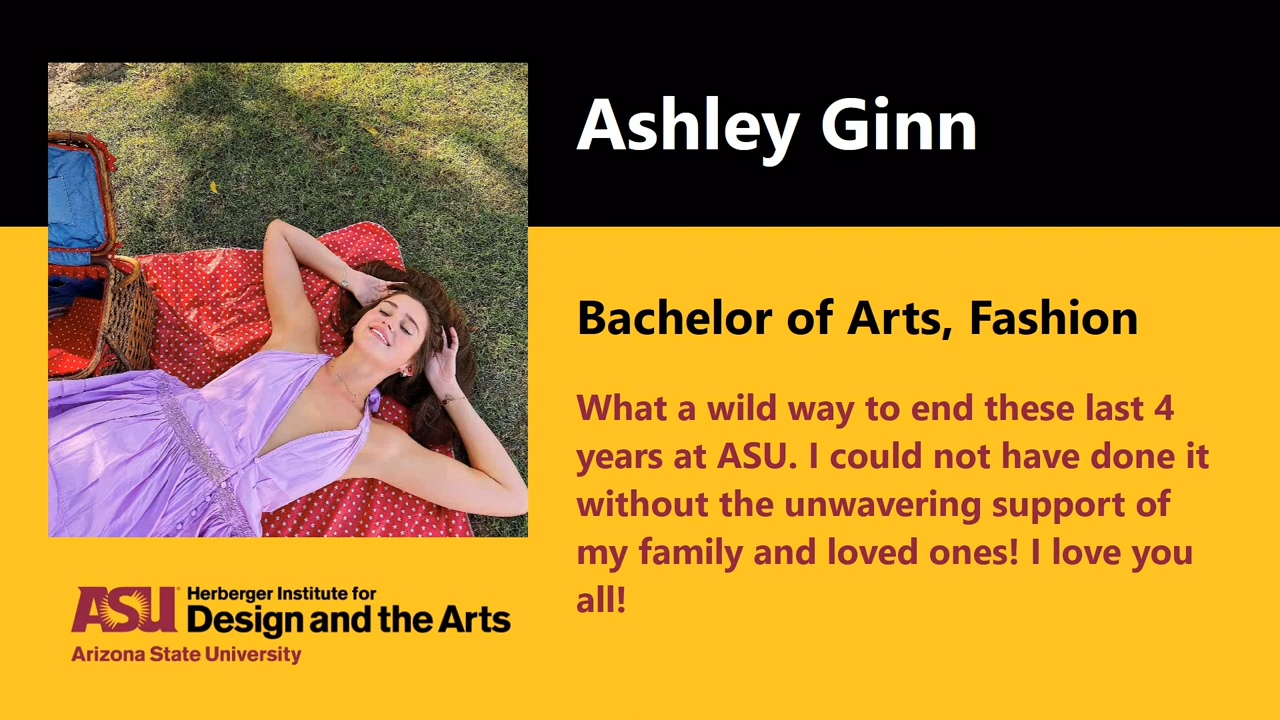 Ashley Ginn
Bachelor of Arts, Fashion
What a wild way to end these last 4
years at ASU. I could not have done it
without the unwavering support of
my family and loved ones! I love you
all!
ASU Herberger Institute for
Design and the Arts
Arizona State University